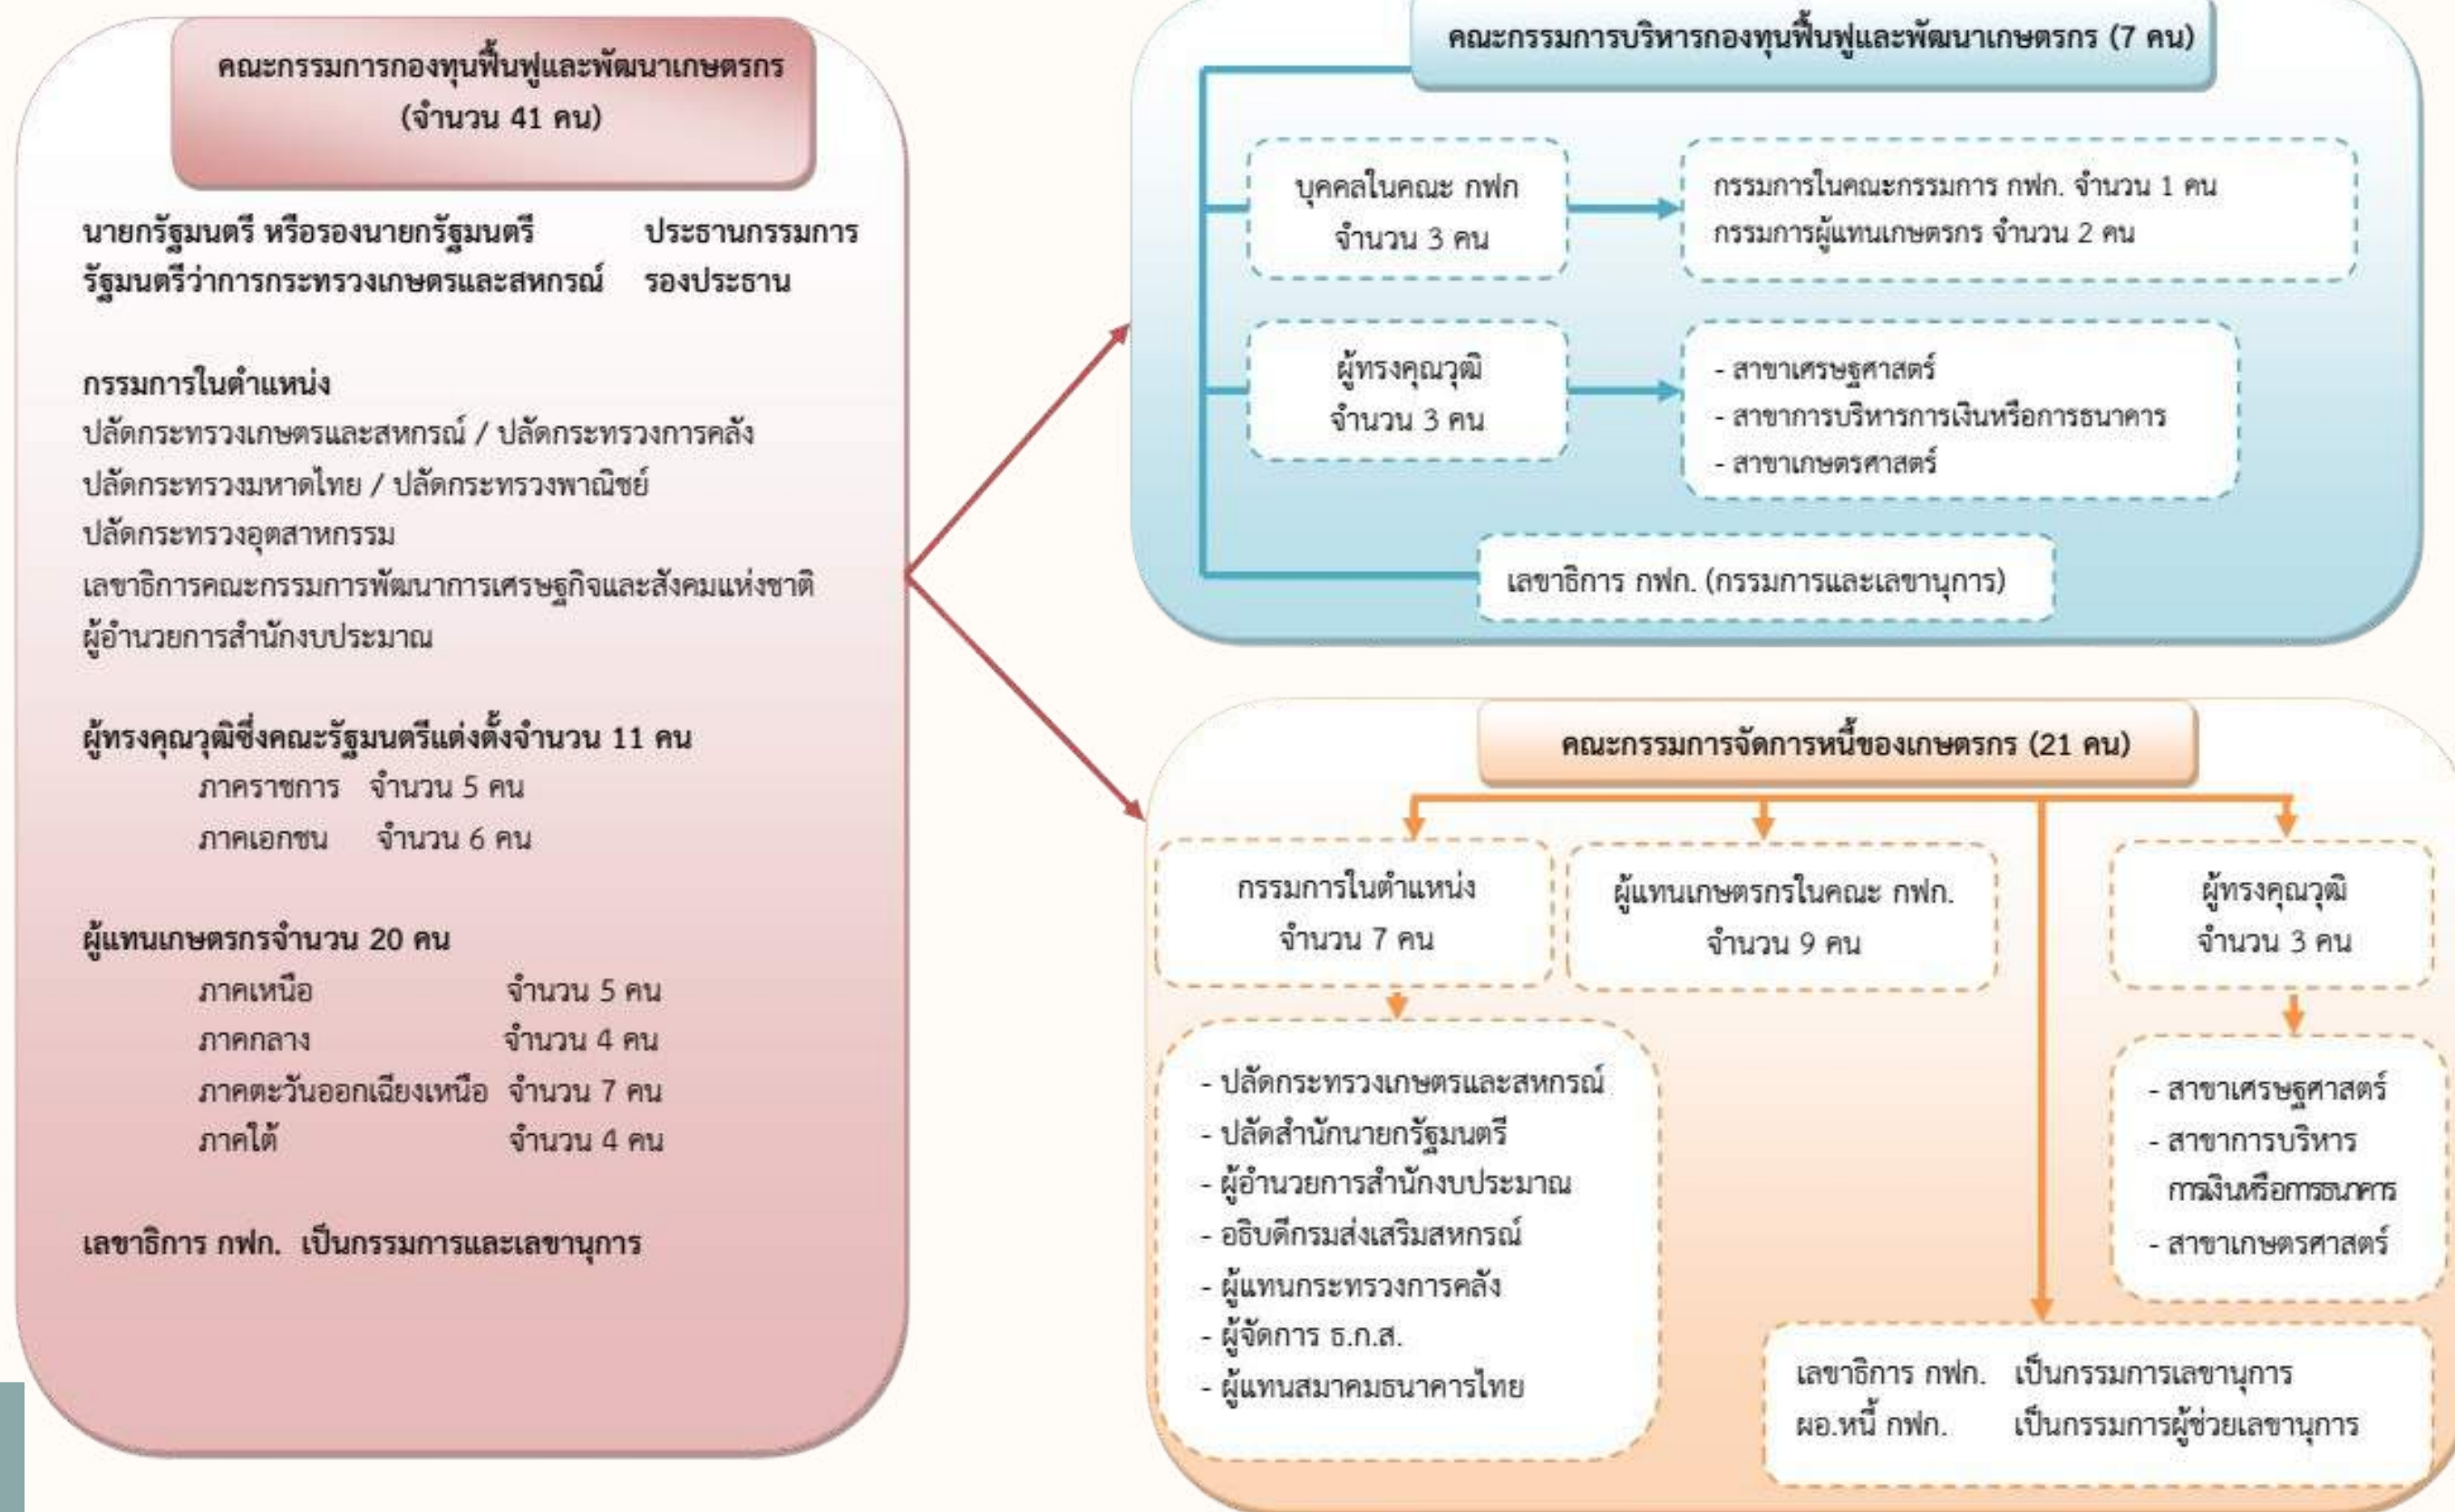 คณะกรรมการกองทุนฟื้นฟูและพัฒนาเกษตรกร
(จำนวน 41 คน)
นายกรัฐมนตรี หรือรองนายกรัฐมนตรี ประธานกรรมการ
รัฐมนตรีว่าการกระทรวงเกษตรและสหกรณ์ รองประธาน
กรรมการในตำแหน่ง
ปลัดกระทรวงเกษตรและสหกรณ์ / ปลัดกระทรวงการคลัง
ปลัดกระทรวงมหาดไทย / ปลัดกระทรวงพาณิชย์
ปลัดกระทรวงอุตสาหกรรม
เลขาธิการคณะกรรมการพัฒนาการเศรษฐกิจและสังคมแห่งชาติ
ผู้อำนวยการสำนักงบประมาณ
ผู้ทรงคุณวุฒิซึ่งคณะรัฐมนตรีแต่งตั้งจำนวน 11 คน
ภาคราชการ จำนวน 5 คน
ภาคเอกชน จำนวน 6 คน
ผู้แทนเกษตรกรจำนวน 20 คน
ภาคเหนือ จำนวน 5 คน
ภาคกลาง จำนวน 4 คน
ภาคตะวันออกเฉียงเหนือ จำนวน 7 คน
ภาคใต้ จำนวน 4 คน
เลขาธิการ กฟก. เป็นกรรมการและเลขานุการ
คณะกรรมการบริหารกองทุนฟื้นฟูและพัฒนาเกษตรกร (7 คน)
บุคคลในคณะ กฟก
จำนวน 3 คน
กรรมการในคณะกรรมการ กฟก. จำนวน 1 คน
กรรมการผู้แทนเกษตรกร จำนวน 2 คน
ผู้ทรงคุณวุฒิ
จำนวน 3 คน
- สาขาเศรษฐศาสตร์
- สาขาการบริหารการเงินหรือการธนาคาร
- สาขาเกษตรศาสตร์
เลขาธิการ กฟก. (กรรมการและเลขานุการ)
คณะกรรมการจัดการหนี้ของเกษตรกร (21 คน)
กรรมการในตำแหน่ง
จำนวน 7 คน
- ปลัดกระทรวงเกษตรและสหกรณ์
- ปลัดสำนักนายกรัฐมนตรี
- ผู้อำนวยการสำนักงบประมาณ
- อธิบดีกรมส่งเสริมสหกรณ์
- ผู้แทนกระทรวงการคลัง
- ผู้จัดการ ธ.ก.ส.
- ผู้แทนสมาคมธนาคารไทย
ผู้แทนเกษตรกรในคณะ กฟก.
จำนวน 9 คน
ผู้ทรงคุณวุฒิ
จำนวน 3 คน
- สาขาเศรษฐศาสตร์
- สาขาการบริหาร
การเงินหรือการธนาคาร
- สาขาเกษตรศาสตร์
เลขาธิการ กฟก. เป็นกรรมการเลขานุการ
ผอ.หนี้ กฟก. เป็นกรรมการผู้ช่วยเลขานุการ